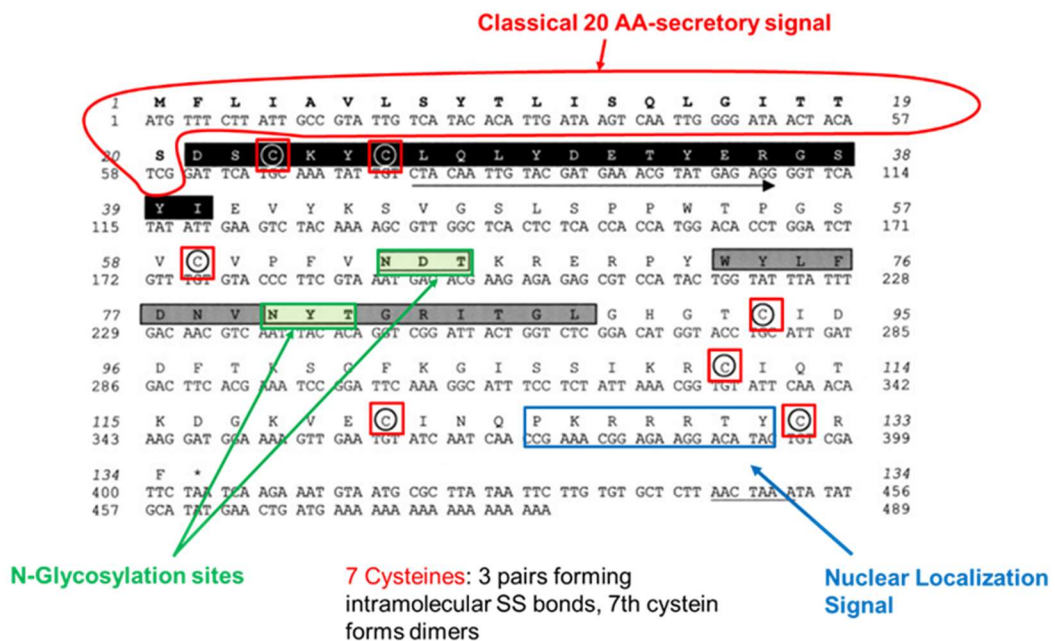 Classical 20 AA-secretory signal
1 M F L I A V L S Y T L I S Q L G I T T 19
1 ATG TTT CTT ATT GCC GTA TTG TCA TAC ACA TTG ATA AGT CAA TTG GGG ATA ACT ACA 57
20 S D S C K Y C L Q L Y D E T Y E R G S 38
58 TCG GAT TCA TGC AAA TAT TGT CTA CAA TTG TAC GAT GAA ACG TAT GAG AGG GGT TCA 114
39 Y I E V Y K S V G S L S P P W T P G S 57
115 TAT ATT GAA GTC TAC AAA AGC GTT GGC TCA CTC TCA CCA CCA TGG ACA CCT GGA TCT 171
58 V C V P F V N D T K R E R P Y W Y L F 76
172 GTT TGT GTA CCC TTC GTA AAT GAC ACG AAG AGA GAG CGT CCA TAC TGG TAT TTA TTT 228
77 D N V N Y T G R I T G L G H G T C I D 95
229 GAC AAC GTC AAT TAC ACA GGT CGG ATT ACT GGT CTC GGA CAT GGT ACC TGC ATT GAT 285
96 D F T K S G F K G I S S I K R C I Q T 114
286 GAC TTC ACG AAA TCC GGA TTC AAA GGC ATT TCC TCT ATT AAA CGG TGT ATT CAA ACA 342
115 K D G K V E C I N Q P K R R R T Y C R 133
343 AAG GAT GGA AAA GTT GAA TGT ATC AAT CAA CCG AAA CGG AGA AGG ACA TAC TGT CGA 399
134 F * 134
400 TTC TAA TCA AGA AAT GTA ATG CGC TTA TAA TTC TTG TGT GCT CTT AAC TAA ATA TAT 456
457 GCA TAT GAA CTG ATG AAA AAA AAA AAA AAA AAA 489
N-Glycosylation sites
7 Cysteines: 3 pairs forming
intramolecular SS bonds, 7th cystein
forms dimers
Nuclear Localization
Signal